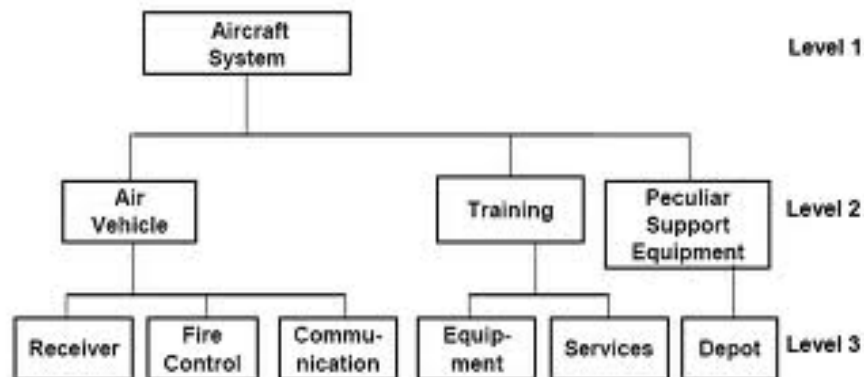 Aircraft
System
Level 1
Air
Vehicle
Training
Peculiar
Support
Equipment
Level 2
Receiver
Fire
Control
Commu-
nication
Equip-
ment
Services
Depot
Level 3